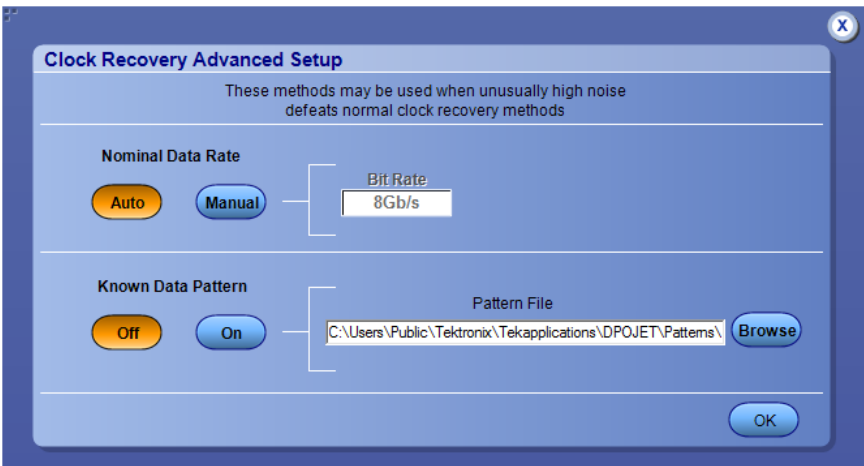 X
Clock Recovery Advanced Setup
These methods may be used when unusually high noise
defeats normal clock recovery methods
Nominal Data Rate
Auto
Manual
Bit Rate
8Gb/s
Known Data Pattern
Off
On
Pattern File
C:\Users\Public\Tektronix\Tekapplications\DPOJET\Patterns\
Browse
OK